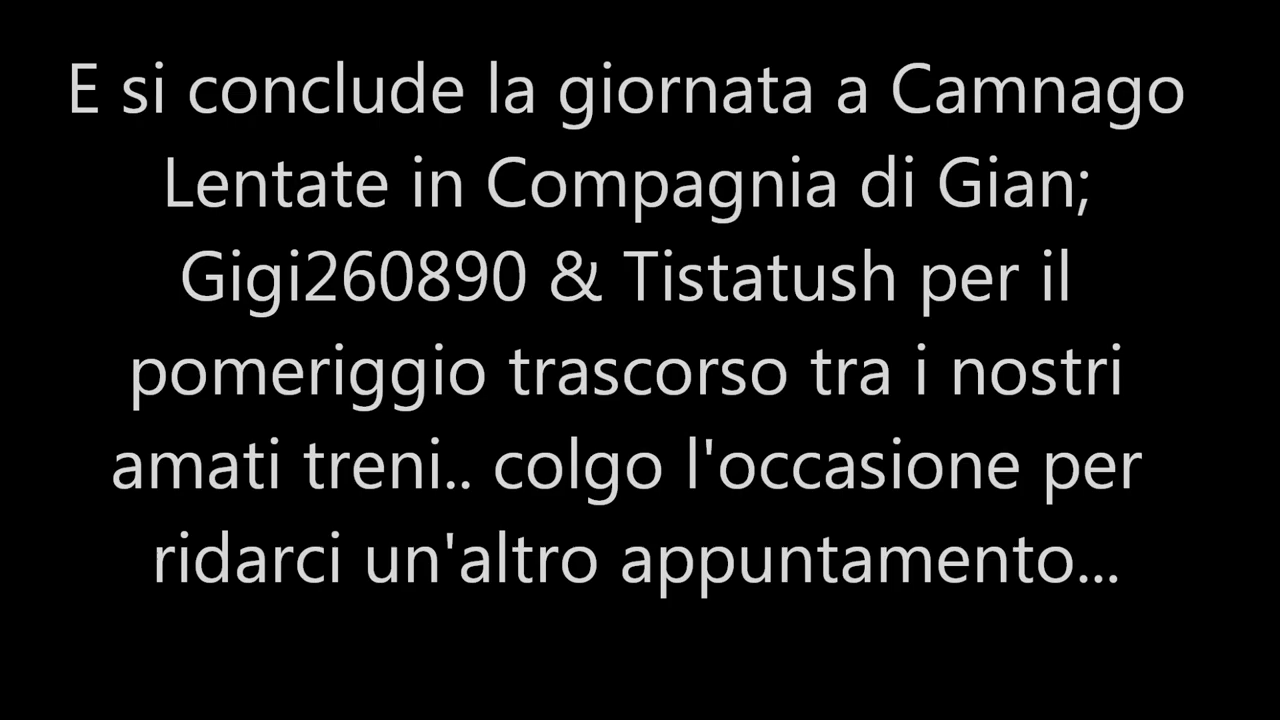 E si conclude la giornata a Camnago
Lentate in Compagnia di Gian;
Gigi260890 & Tistatush per il
pomeriggio trascorso tra i nostri
amati treni.. colgo l'occasione per
ridarci un'altro appuntamento...